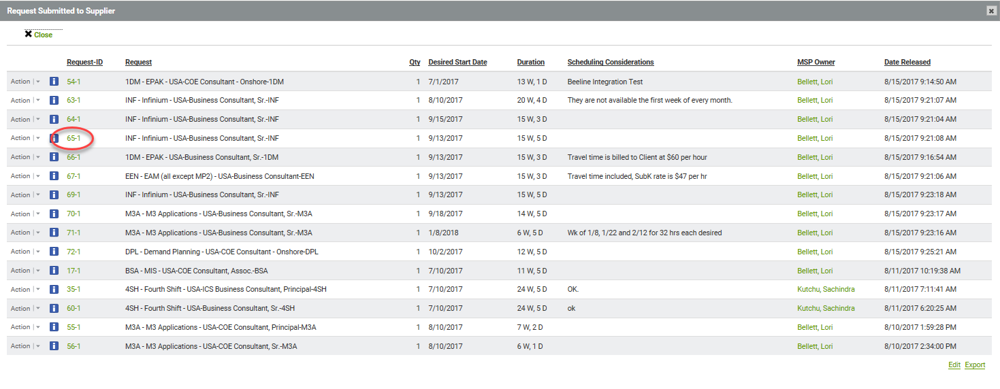 Request Submitted to Supplier
Close
Request-ID Request Qty Desired Start Date Duration Scheduling Considerations MSP Owner Date Released
Action 54-1 1DM - EPAK - USA-COE Consultant - Onshore-1DM 1 7/1/2017 13 W, 1 D Beeline Integration Test Bellett, Lori 8/15/2017 9:14:50 AM
Action 63-1 INF - Infinium - USA-Business Consultant, Sr.-INF 1 8/10/2017 20 W, 4 D They are not available the first week of every month. Bellett, Lori 8/15/2017 9:21:07 AM
Action 64-1 INF - Infinium - USA-Business Consultant, Sr.-INF 1 9/15/2017 15 W, 3 D Bellett, Lori 8/15/2017 9:21:04 AM
Action 65-1 INF - Infinium - USA-Business Consultant, Sr.-INF 1 9/13/2017 15 W, 5 D Bellett, Lori 8/15/2017 9:21:08 AM
Action 66-1 1DM - EPAK - USA-Business Consultant, Sr.-1DM 1 9/13/2017 15 W, 3 D Travel time is billed to Client at $60 per hour Bellett, Lori 8/15/2017 9:16:54 AM
Action 67-1 EEN - EAM (all except MP2) - USA-Business Consultant-EEN 1 9/13/2017 15 W, 3 D Travel time included, SubK rate is $47 per hr Bellett, Lori 8/15/2017 9:21:06 AM
Action 69-1 INF - Infinium - USA-Business Consultant, Sr.-INF 1 9/13/2017 15 W, 5 D Bellett, Lori 8/15/2017 9:23:18 AM
Action 70-1 M3A - M3 Applications - USA-Business Consultant, Sr.-M3A 1 9/18/2017 14 W, 5 D Bellett, Lori 8/15/2017 9:23:17 AM
Action 71-1 M3A - M3 Applications - USA-Business Consultant, Sr.-M3A 1 1/8/2018 6 W, 5 D Wk of 1/8, 1/22 and 2/12 for 32 hrs each desired Bellett, Lori 8/15/2017 9:23:16 AM
Action 72-1 DPL - Demand Planning - USA-COE Consultant - Onshore-DPL 1 10/2/2017 12 W, 5 D Bellett, Lori 8/15/2017 9:25:21 AM
Action 17-1 BSA - MIS - USA-COE Consultant, Assoc.-BSA 1 7/10/2017 11 W, 5 D Bellett, Lori 8/11/2017 10:19:38 AM
Action 35-1 4SH - Fourth Shift - USA-ICS Business Consultant, Principal-4SH 1 7/10/2017 24 W, 5 D OK. Kutchu, Sachindra 8/11/2017 7:11:41 AM
Action 60-1 4SH - Fourth Shift - USA-Business Consultant, Sr.-4SH 1 7/10/2017 24 W, 5 D ok Kutchu, Sachindra 8/11/2017 6:20:25 AM
Action 55-1 M3A - M3 Applications - USA-COE Consultant, Principal-M3A 1 8/10/2017 7 W, 2 D Bellett, Lori 8/10/2017 1:59:28 PM
Action 56-1 M3A - M3 Applications - USA-COE Consultant, Sr.-M3A 1 8/10/2017 6 W, 1 D Bellett, Lori 8/10/2017 2:34:00 PM
Edit Export